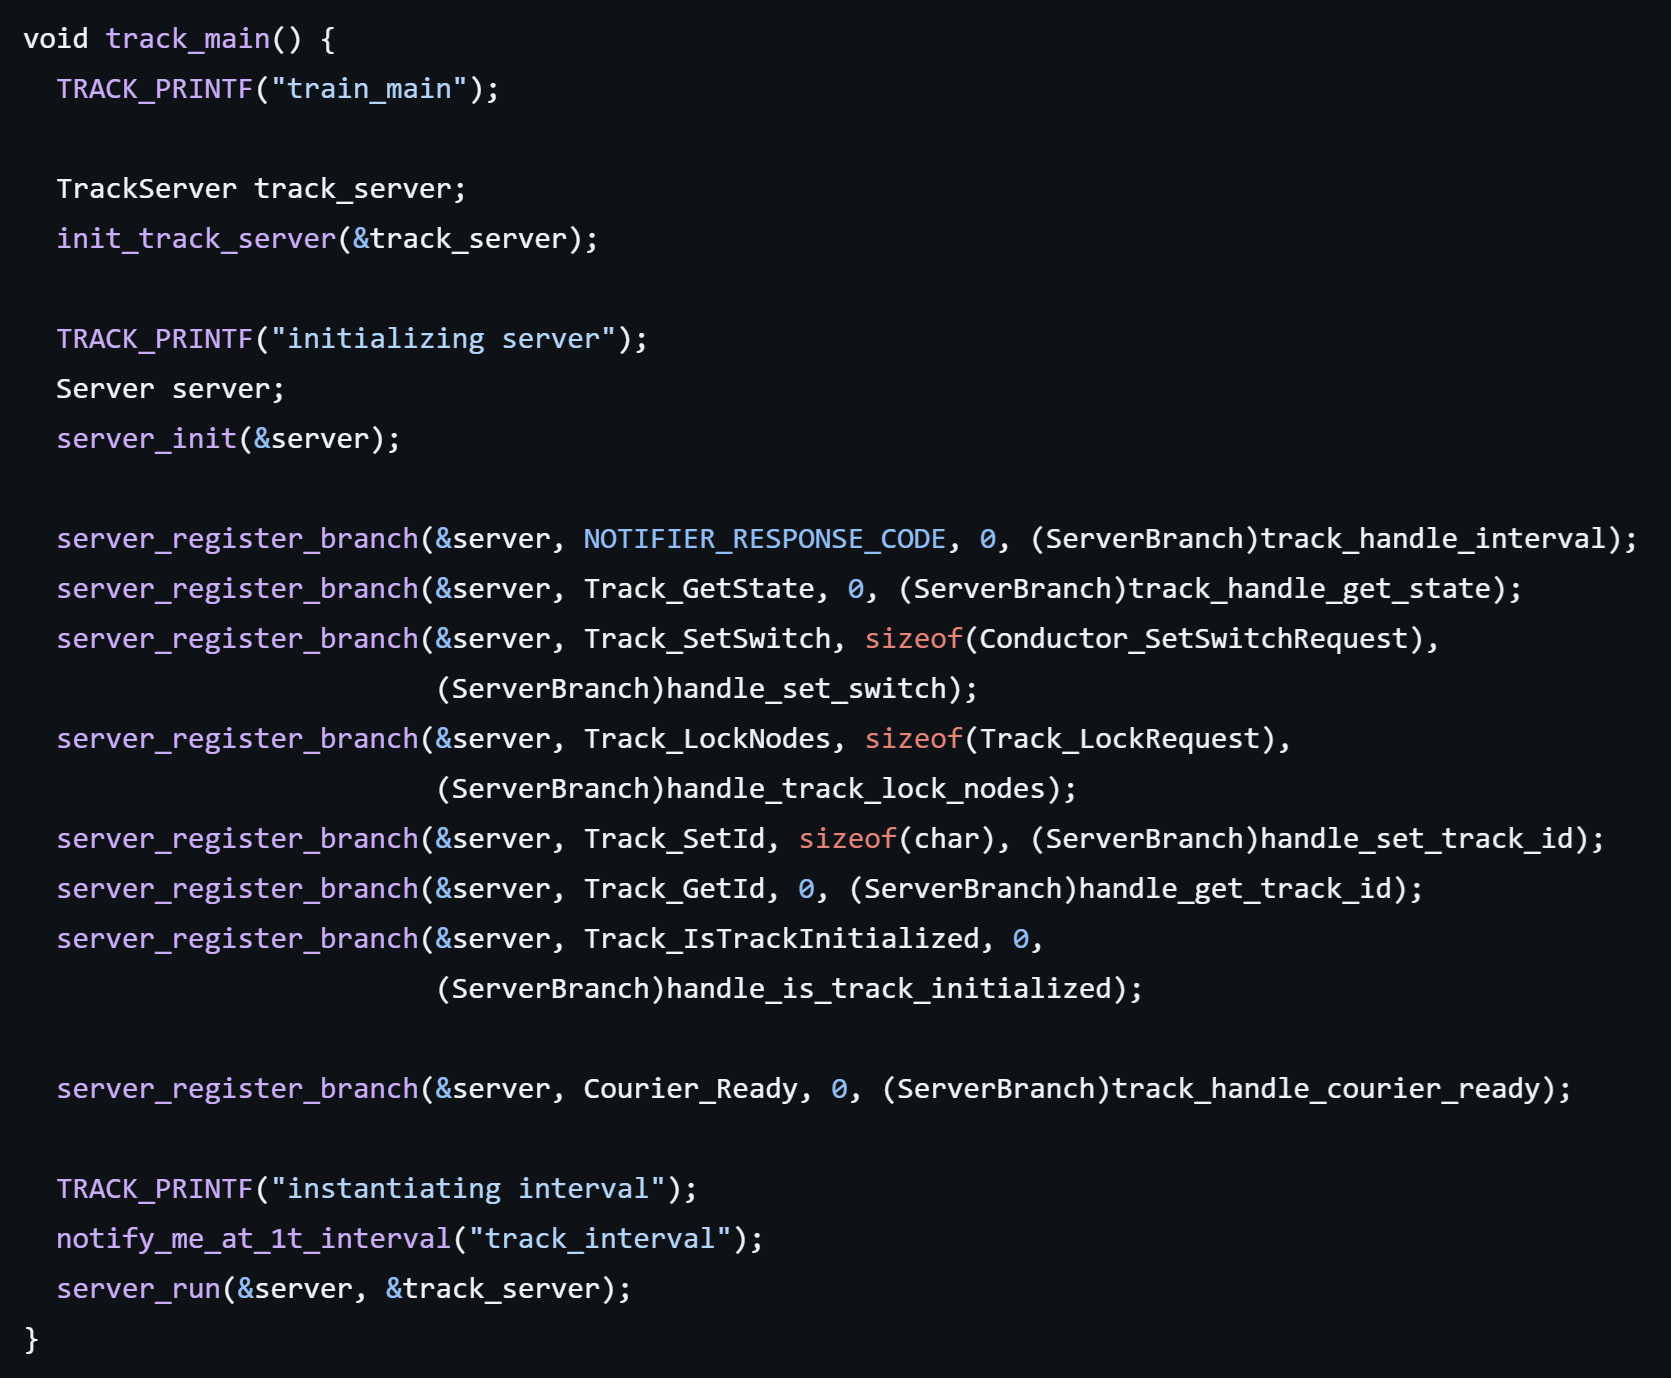 void track_main() {
  TRACK_PRINTF("train_main");

  TrackServer track_server;
  init_track_server(&track_server);

  TRACK_PRINTF("initializing server");
  Server server;
  server_init(&server);

  server_register_branch(&server, NOTIFIER_RESPONSE_CODE, 0, (ServerBranch)track_handle_interval);
  server_register_branch(&server, Track_GetState, 0, (ServerBranch)track_handle_get_state);
  server_register_branch(&server, Track_SetSwitch, sizeof(Conductor_SetSwitchRequest),
                         (ServerBranch)handle_set_switch);
  server_register_branch(&server, Track_LockNodes, sizeof(Track_LockRequest),
                         (ServerBranch)handle_track_lock_nodes);
  server_register_branch(&server, Track_SetId, sizeof(char), (ServerBranch)handle_set_track_id);
  server_register_branch(&server, Track_GetId, 0, (ServerBranch)handle_get_track_id);
  server_register_branch(&server, Track_IsTrackInitialized, 0,
                         (ServerBranch)handle_is_track_initialized);

  server_register_branch(&server, Courier_Ready, 0, (ServerBranch)track_handle_courier_ready);

  TRACK_PRINTF("instantiating interval");
  notify_me_at_1t_interval("track_interval");
  server_run(&server, &track_server);
}